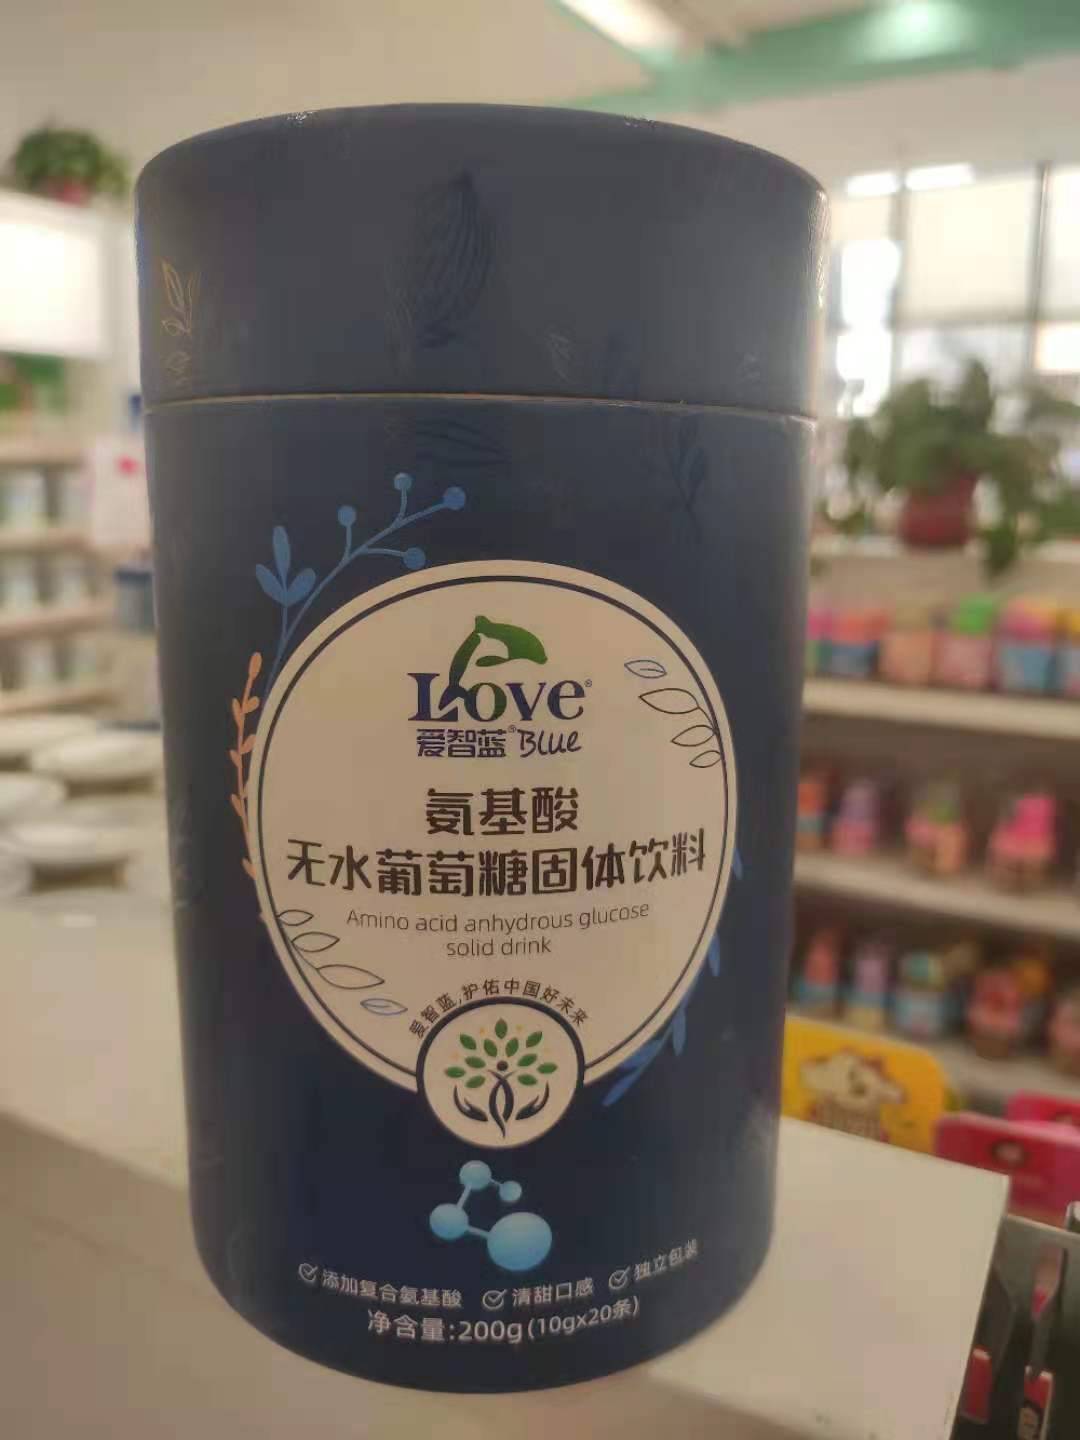 Love®
爱智蓝® Blue
氨基酸
无水葡萄糖固体饮料
Amino acid anhydrous glucose
solid drink
爱智蓝,护佑中国好未来
添加复合氨基酸 清甜口感 独立包装
净含量:200g(10gx20条)